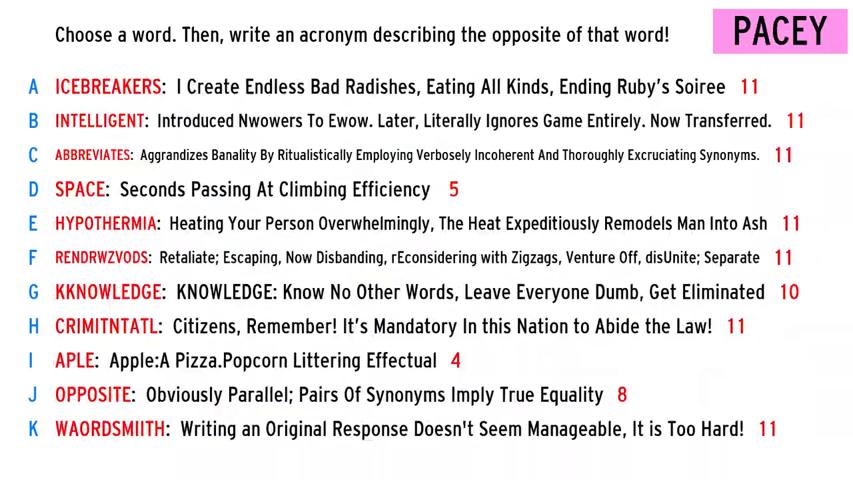 Choose a word. Then, write an acronym describing the opposite of that word!
PACEY
A ICEBREAKERS: I Create Endless Bad Radishes, Eating All Kinds, Ending Ruby's Soiree 11
B INTELLIGENT: Introduced Nwowers To Ewow. Later, Literally Ignores Game Entirely. Now Transferred. 11
C ABBREVIATES: Aggrandizes Banality By Ritualistically Employing Verbosely Incoherent And Thoroughly Excruciating Synonyms. 11
D SPACE: Seconds Passing At Climbing Efficiency 5
E HYPOTHERMIA: Heating Your Person Overwhelmingly, The Heat Expeditiously Remodels Man Into Ash 11
F RENDRWZVODS: Retaliate; Escaping, Now Disbanding, rEconsidering with Zigzags, Venture Off, disUnite; Separate 11
G KKNOWLEDGE: KNOWLEDGE: Know No Other Words, Leave Everyone Dumb, Get Eliminated 10
H CRIMITNTATL: Citizens, Remember! It's Mandatory In this Nation to Abide the Law! 11
I APLE: Apple:A Pizza.Popcorn Littering Effectual 4
J OPPOSITE: Obviously Parallel; Pairs Of Synonyms Imply True Equality 8
K WAORDSMIITH: Writing an Original Response Doesn't Seem Manageable, It is Too Hard! 11